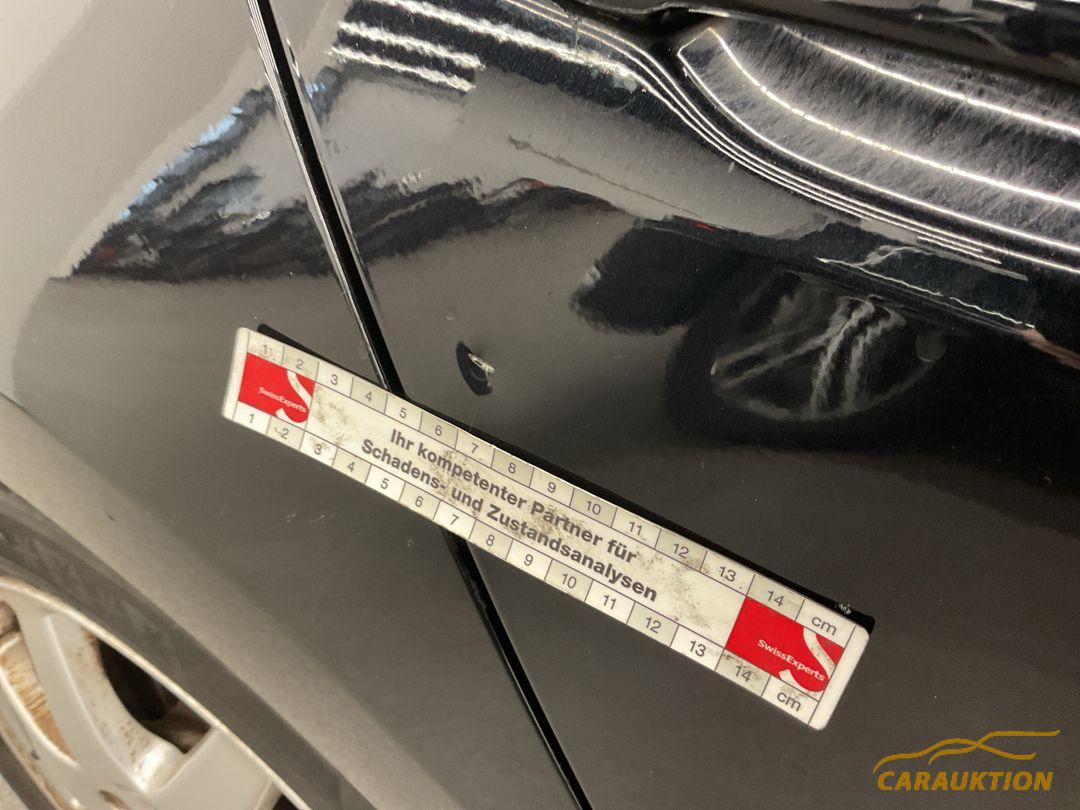 1 2 3 4 5 6 7 8 9 10 11 12 13 14 cm
SwissExperts
Ihr kompetenter Partner für
Schadens- und Zustandsanalysen
SwissExperts
1 2 3 4 5 6 7 8 9 10 11 12 13 14 cm
CARAUKTION